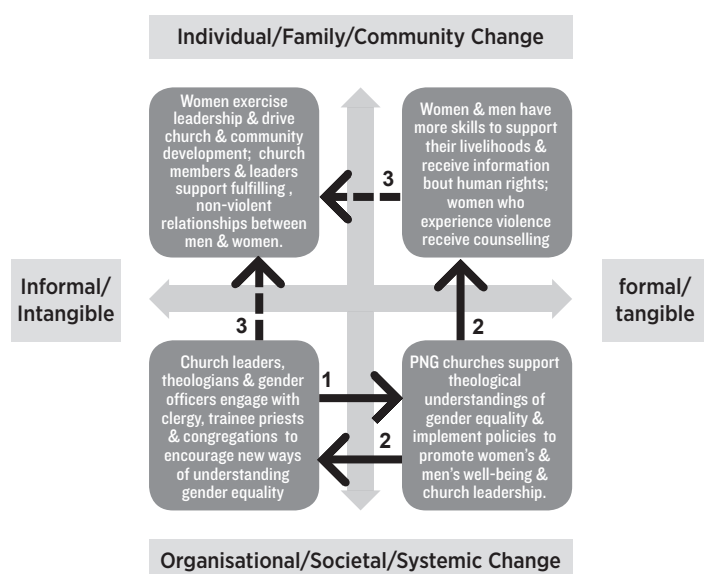 Individual/Family/Community Change
Women exercise
leadership & drive
church & community
development; church
members & leaders
support fulfilling ,
non-violent
relationships between
men & women.
Women & men have
more skills to support
their livelihoods &
receive information
bout human rights;
women who
experience violence
receive counselling
3
Informal/
Intangible
formal/
tangible
3
2
Church leaders,
theologians & gender
officers engage with
clergy, trainee priests
& congregations to
encourage new ways
of understanding
gender equality
1
2
PNG churches support
theological
understandings of
gender equality &
implement policies to
promote women's &
men's well-being &
church leadership.
Organisational/Societal/Systemic Change